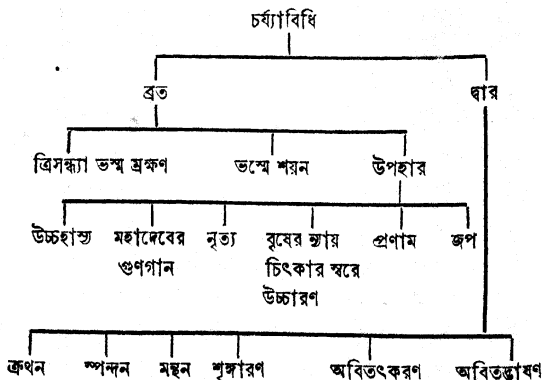 চর্য্যাবিধি
ব্রত দ্বার
ত্রিসন্ধ্যা ভস্ম ম্রক্ষণ ভস্মে শয়ন উপহার
উচ্চহাস্য মহাদেবের নৃত্য বৃষের ন্যায় প্রণাম জপ
গুণগান চিৎকার স্বরে
উচ্চারণ
ক্রথন স্পন্দন মন্থন শৃঙ্গারণ অবিতৎকরণ অবিতদ্ভাষণ